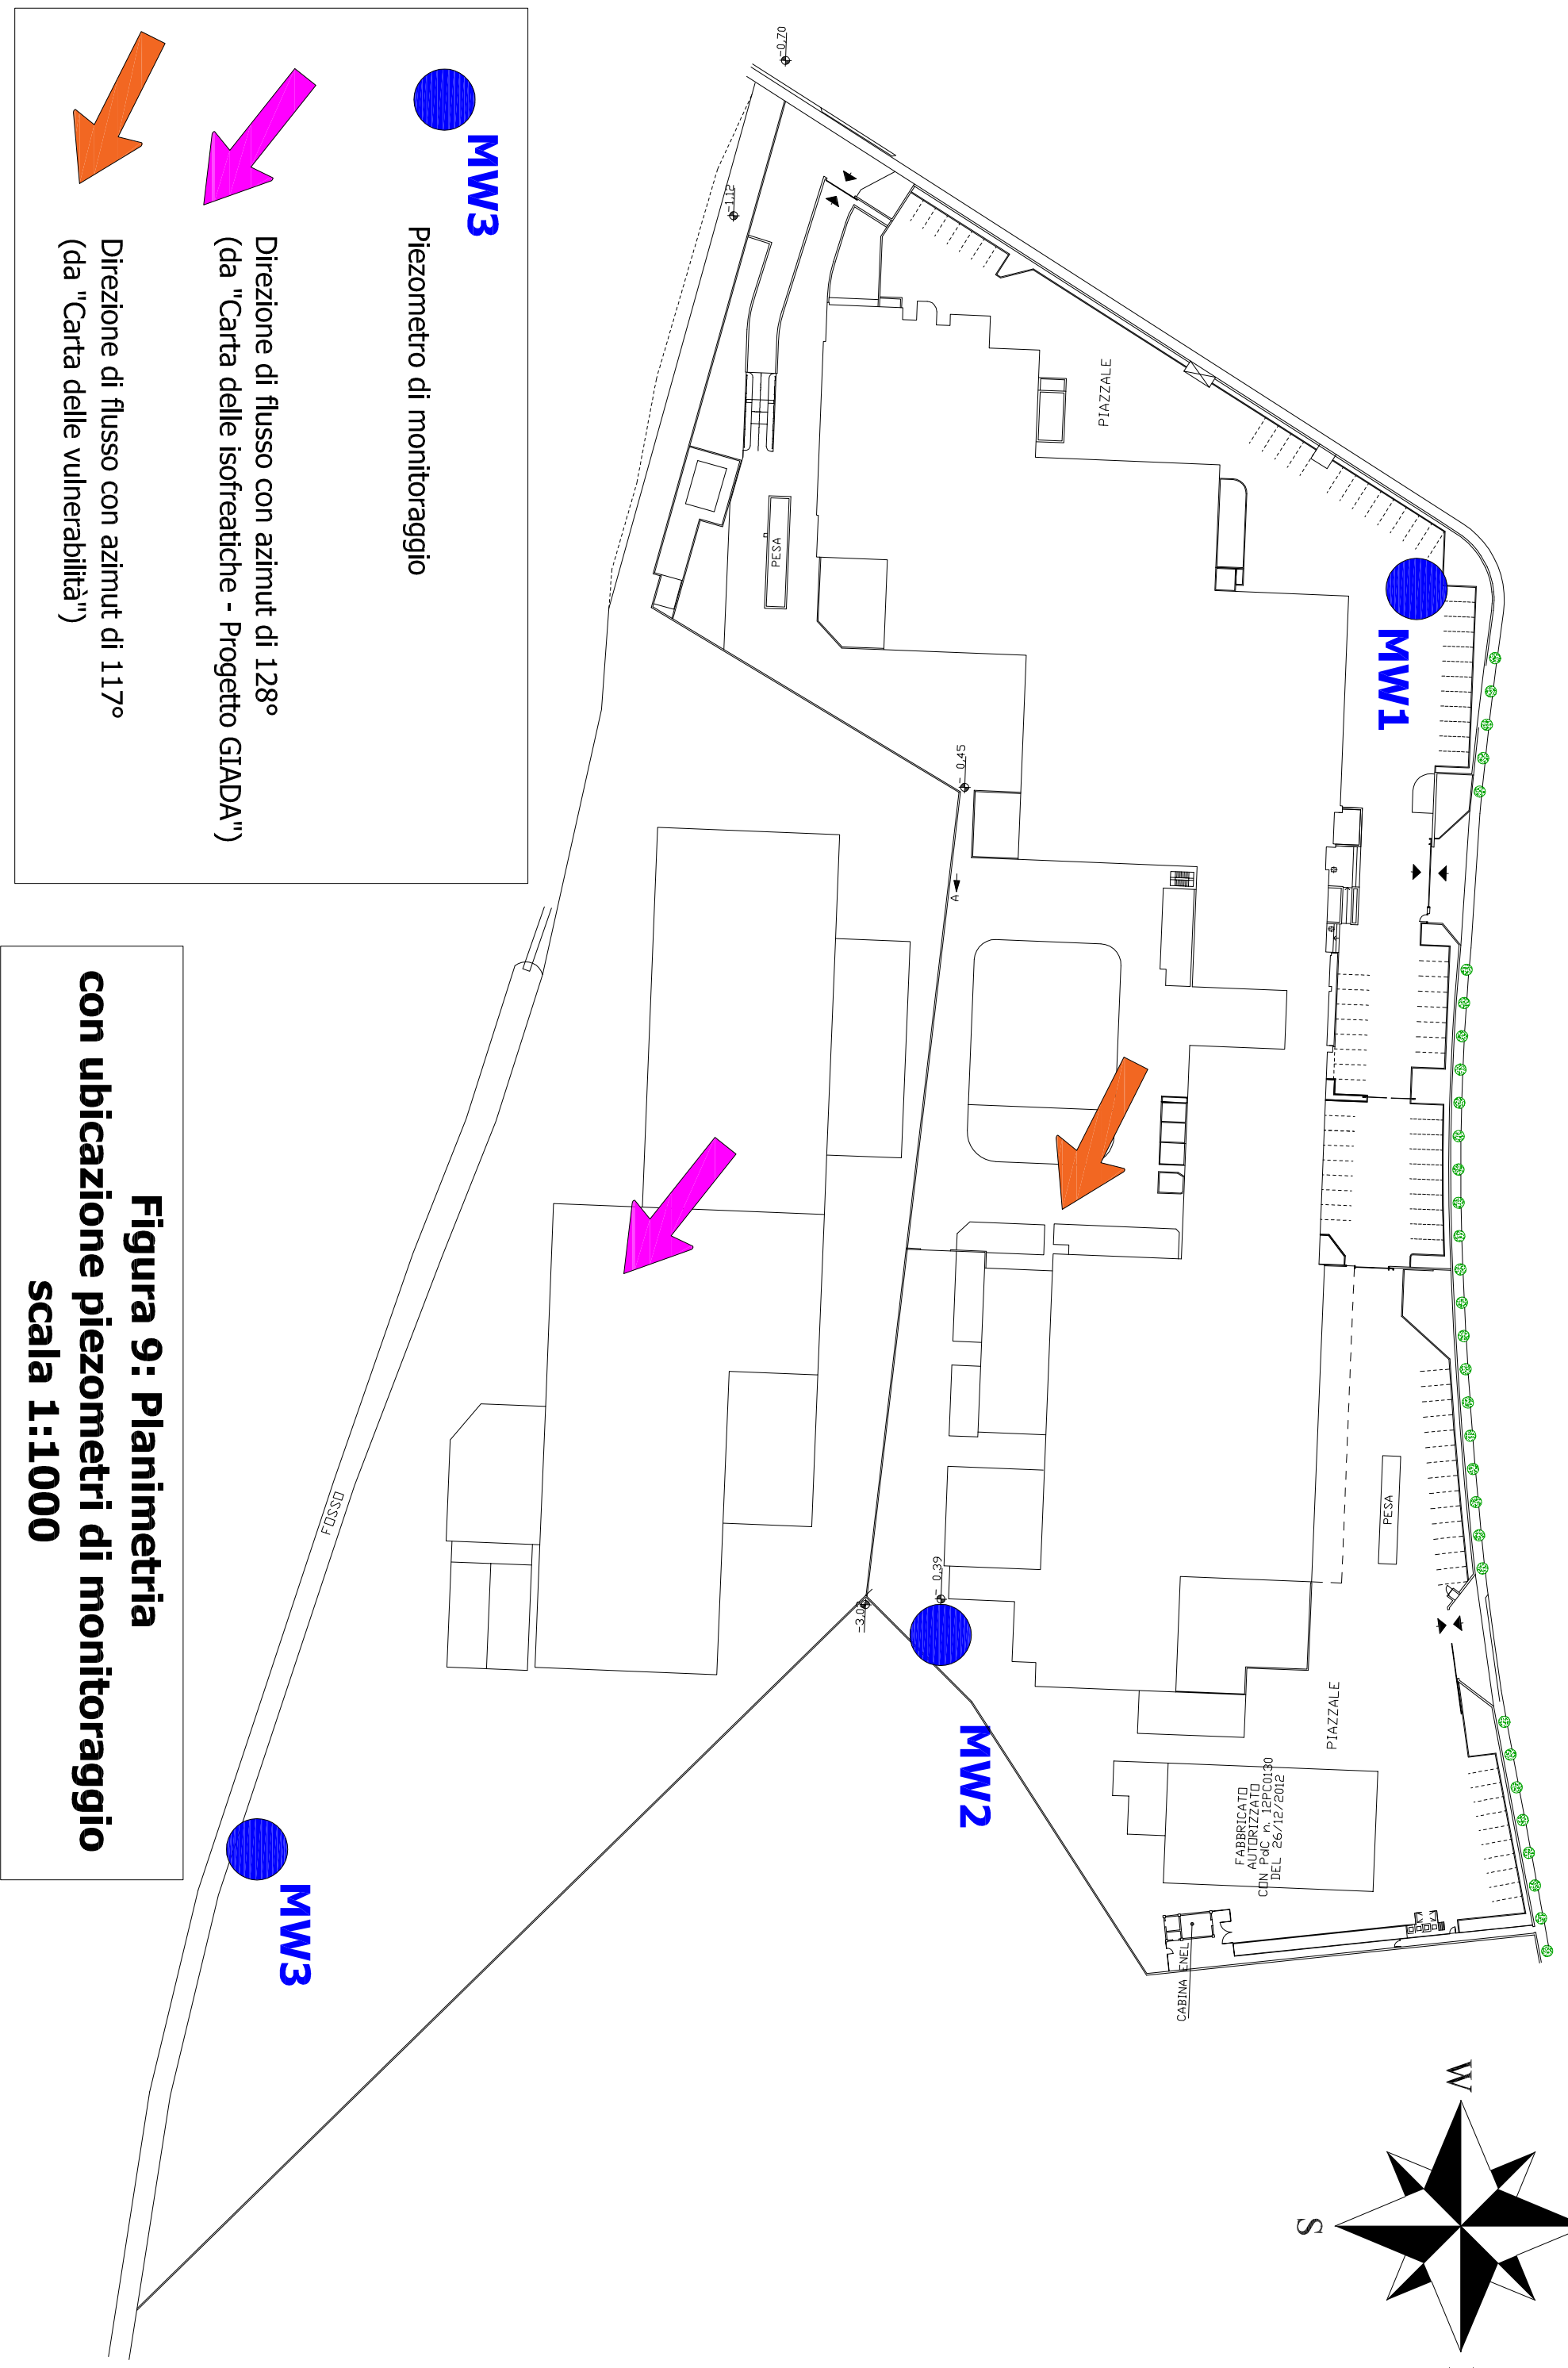 MW3
Piezometro di monitoraggio
Direzione di flusso con azimut di 128°
(da "Carta delle isofreatiche - Progetto GIADA")
Direzione di flusso con azimut di 117°
(da "Carta delle vulnerabilità")
Figura 9: Planimetria
con ubicazione piezometri di monitoraggio
scala 1:1000
-0.70
-1.12
PIAZZALE
PESA
MW1
- 0.45
A
FOSSO
PESA
- 0.39
MW2
PIAZZALE
FABBRICATO
AUTORIZZATO
CON PdC n. 12PC0130
DEL 26/12/2012
CABINA ENEL
MW3
W
S